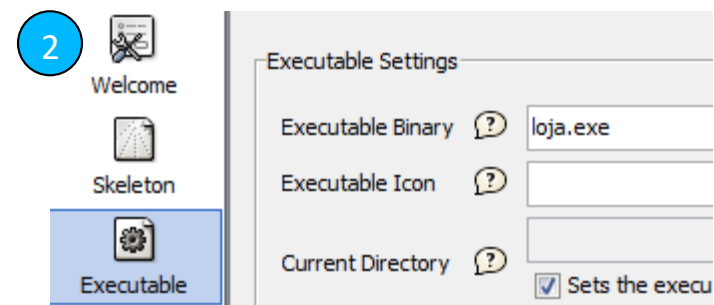 2
Welcome
Skeleton
Executable
Executable Settings
Executable Binary ? loja.exe
Executable Icon ?
Current Directory ?
Sets the execu